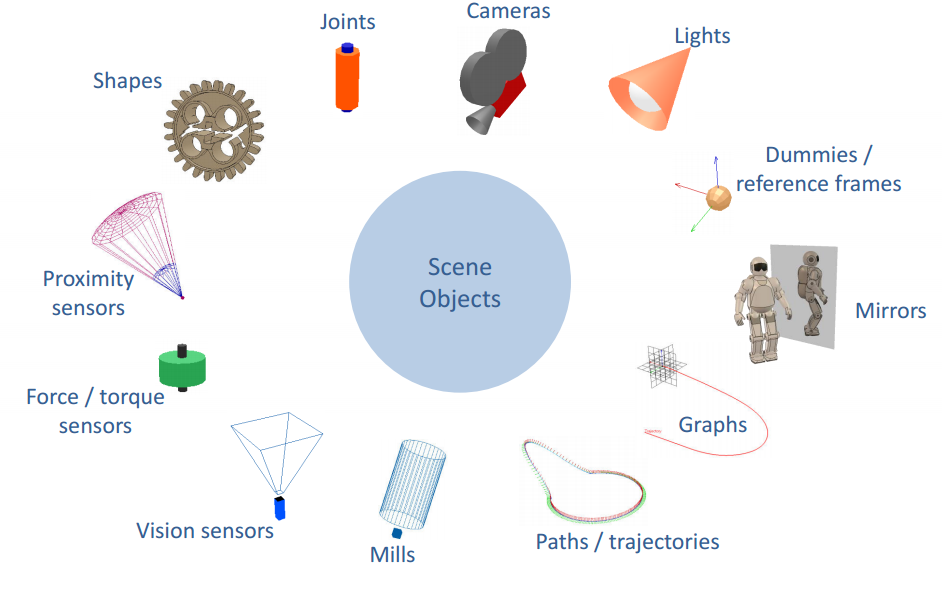 Cameras
Joints
Lights
Shapes
Dummies /
reference frames
Scene
Objects
Proximity
sensors
Mirrors
Force / torque
sensors
Graphs
Trajectory
Vision sensors
Mills
Paths / trajectories